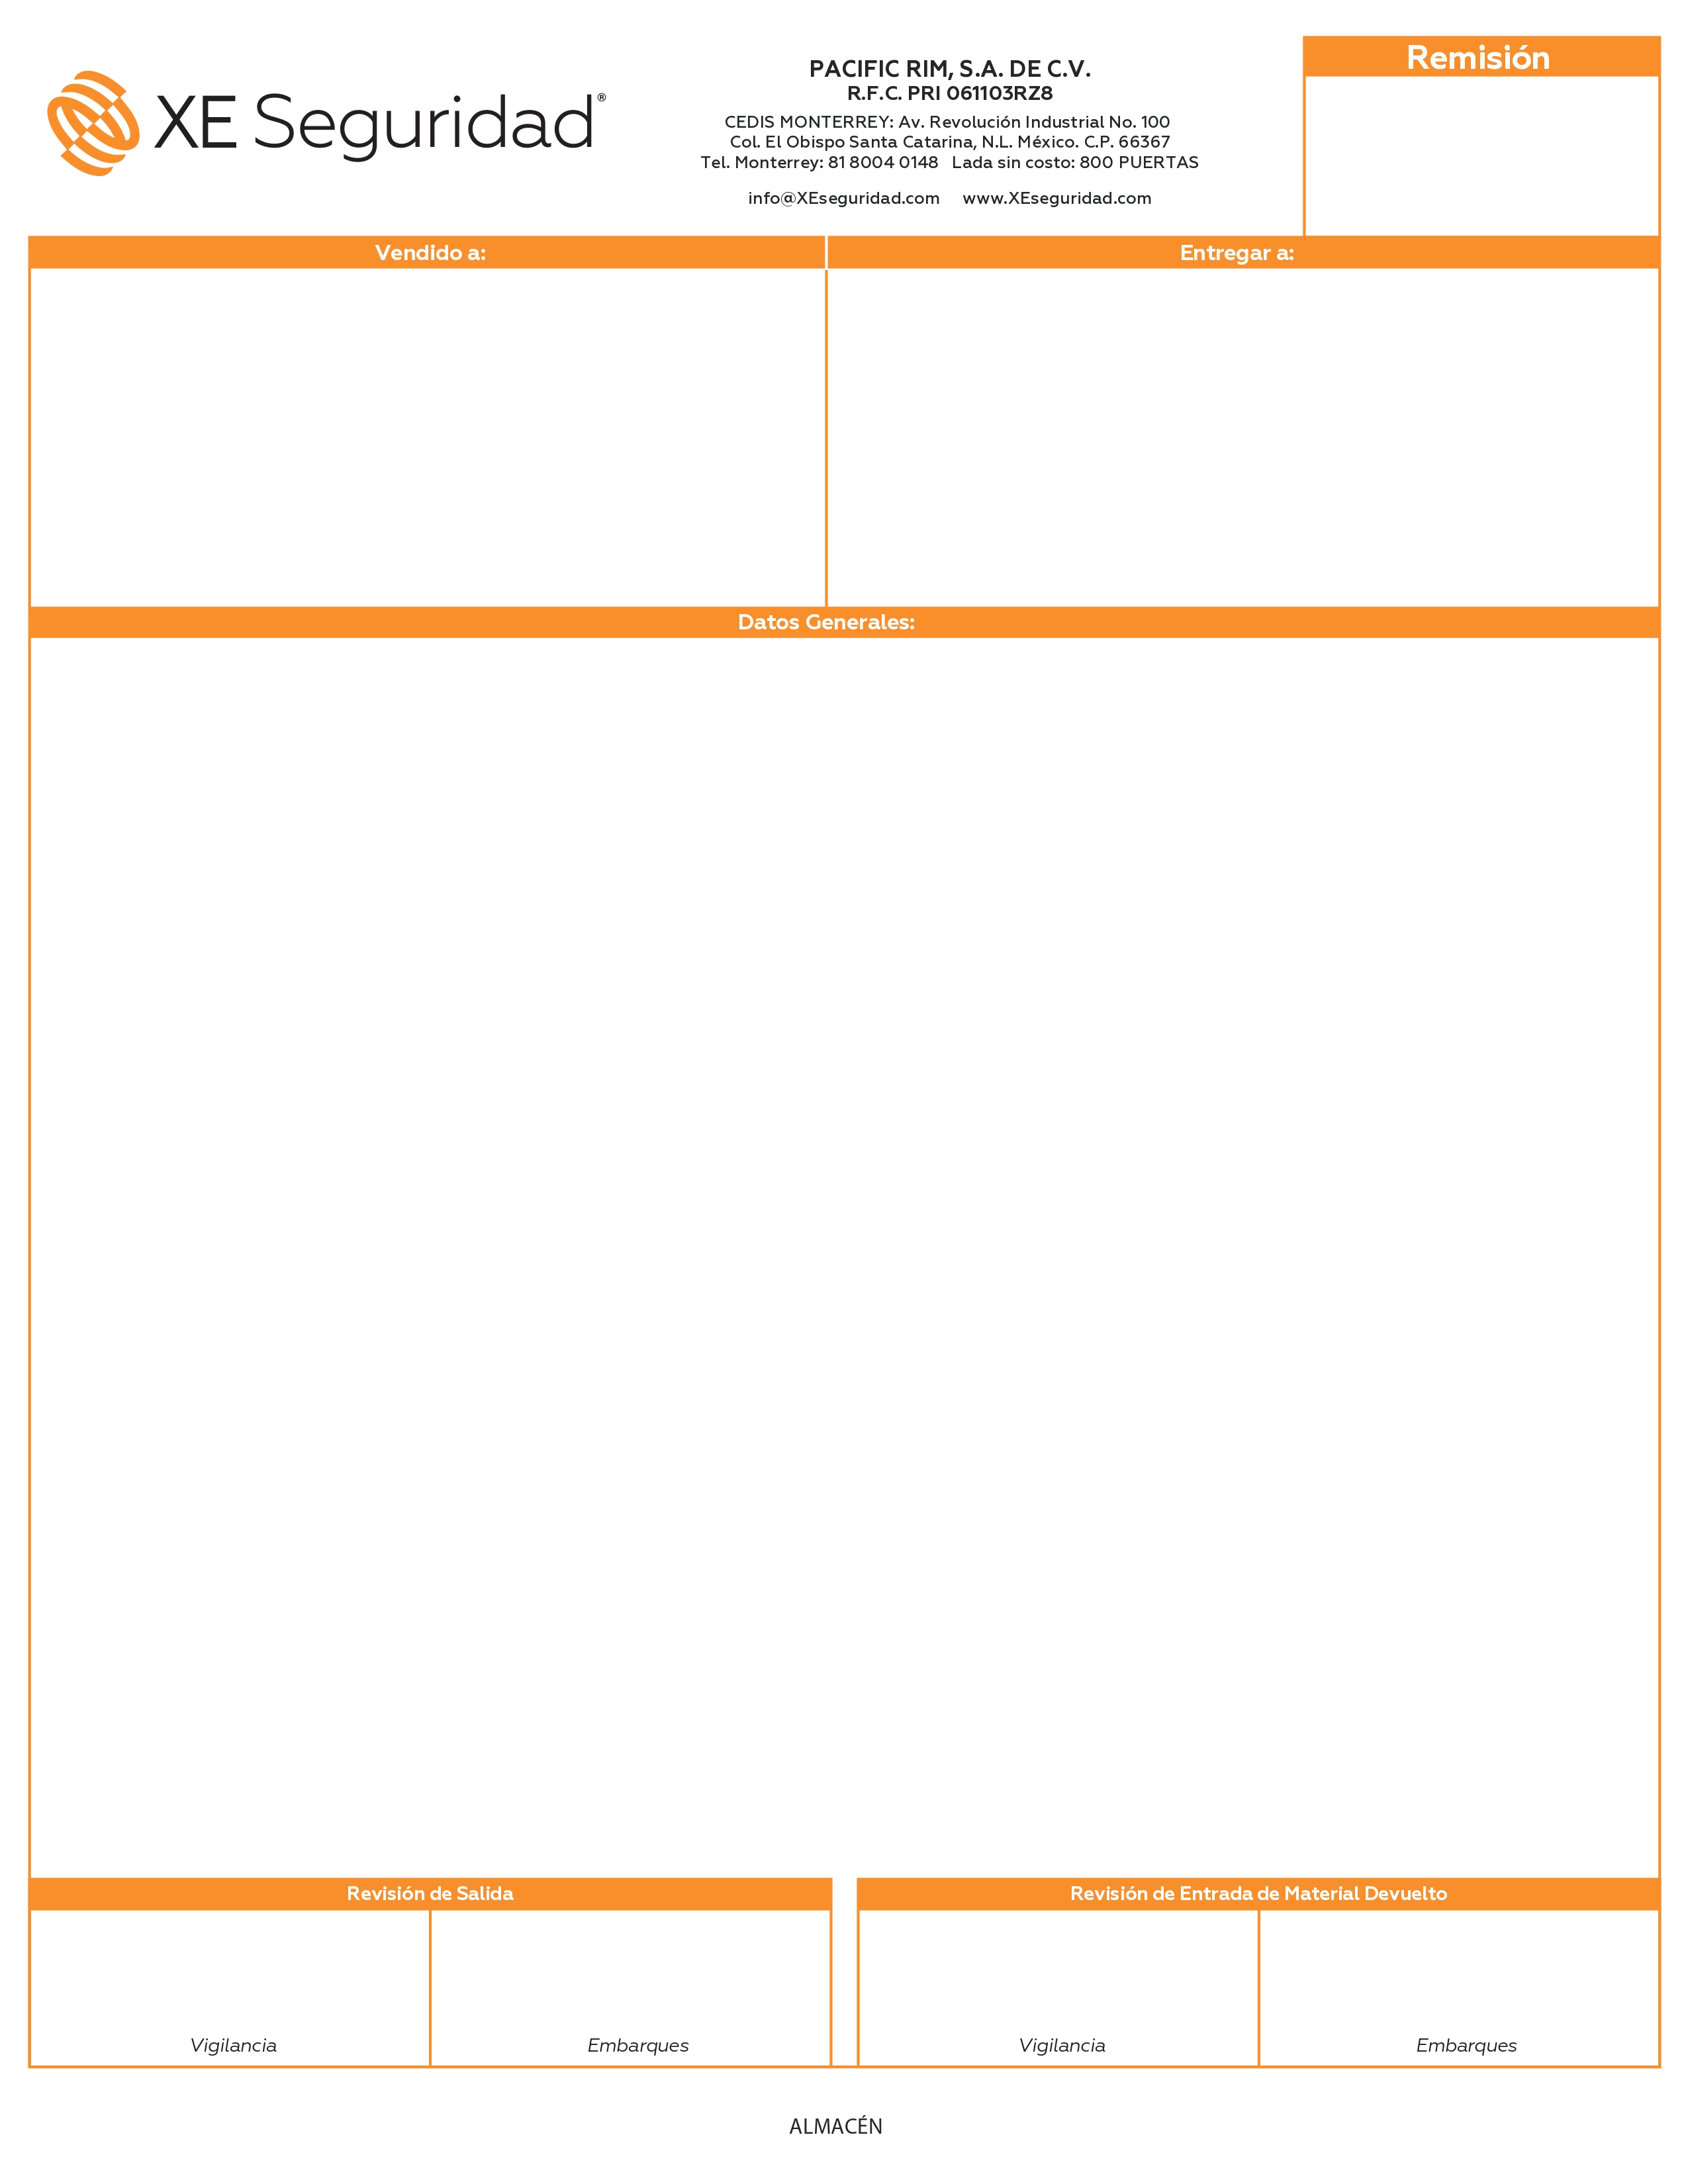 XE Seguridad®
PACIFIC RIM, S.A. DE C.V.
R.F.C. PRI 061103RZ8
CEDIS MONTERREY: Av. Revolución Industrial No. 100
Col. El Obispo Santa Catarina, N.L. México. C.P. 66367
Tel. Monterrey: 81 8004 0148 Lada sin costo: 800 PUERTAS
info@XEseguridad.com www.XEseguridad.com
Remisión
Vendido a:
Entregar a:
Datos Generales:
Revisión de Salida
Revisión de Entrada de Material Devuelto
Vigilancia
Embarques
Vigilancia
Embarques
ALMACÉN